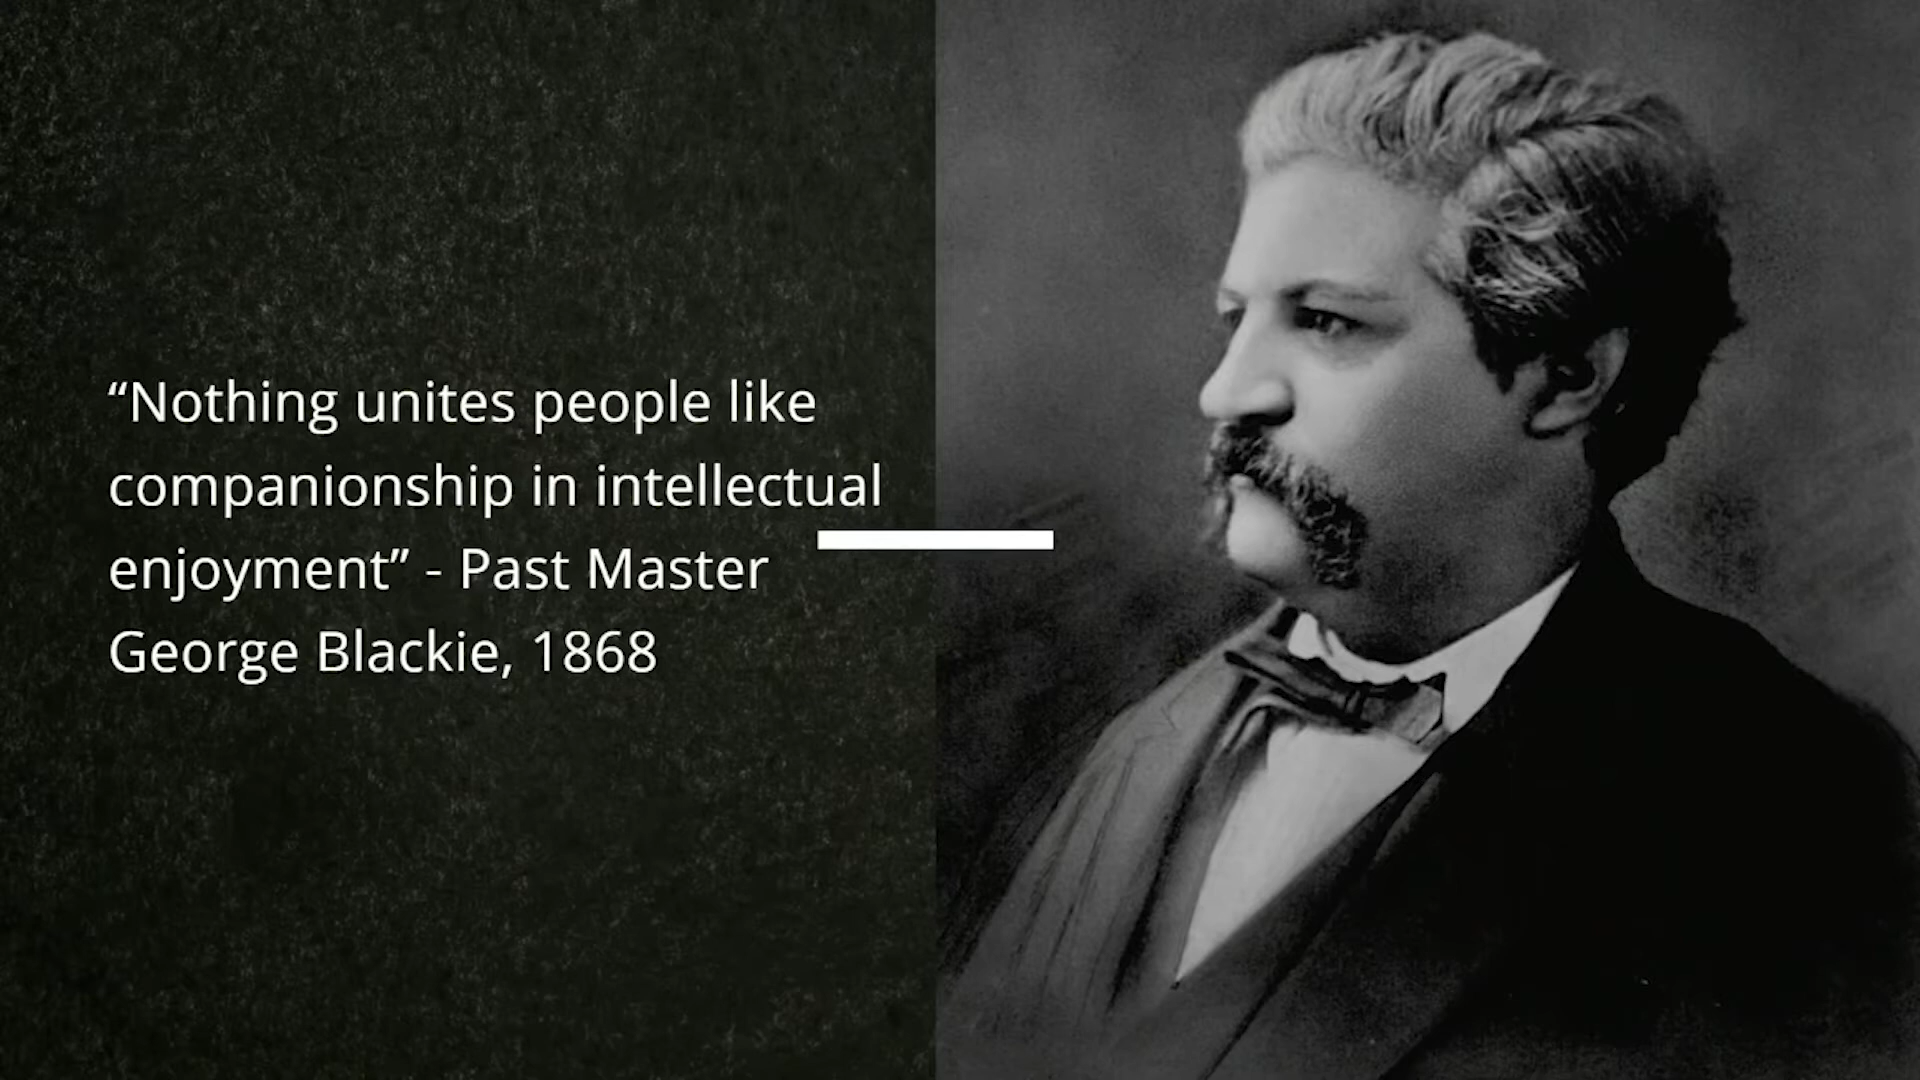 “Nothing unites people like
companionship in intellectual
enjoyment” - Past Master
George Blackie, 1868